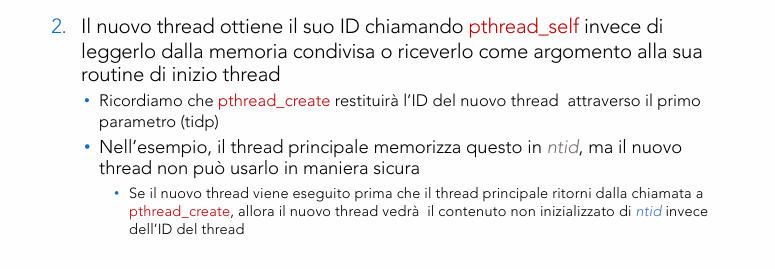 2. Il nuovo thread ottiene il suo ID chiamando pthread_self invece di
leggerlo dalla memoria condivisa o riceverlo come argomento alla sua
routine di inizio thread
• Ricordiamo che pthread_create restituirà l’ID del nuovo thread attraverso il primo
parametro (tidp)
• Nell’esempio, il thread principale memorizza questo in ntid, ma il nuovo
thread non può usarlo in maniera sicura
• Se il nuovo thread viene eseguito prima che il thread principale ritorni dalla chiamata a
pthread_create, allora il nuovo thread vedrà il contenuto non inizializzato di ntid invece
dell’ID del thread